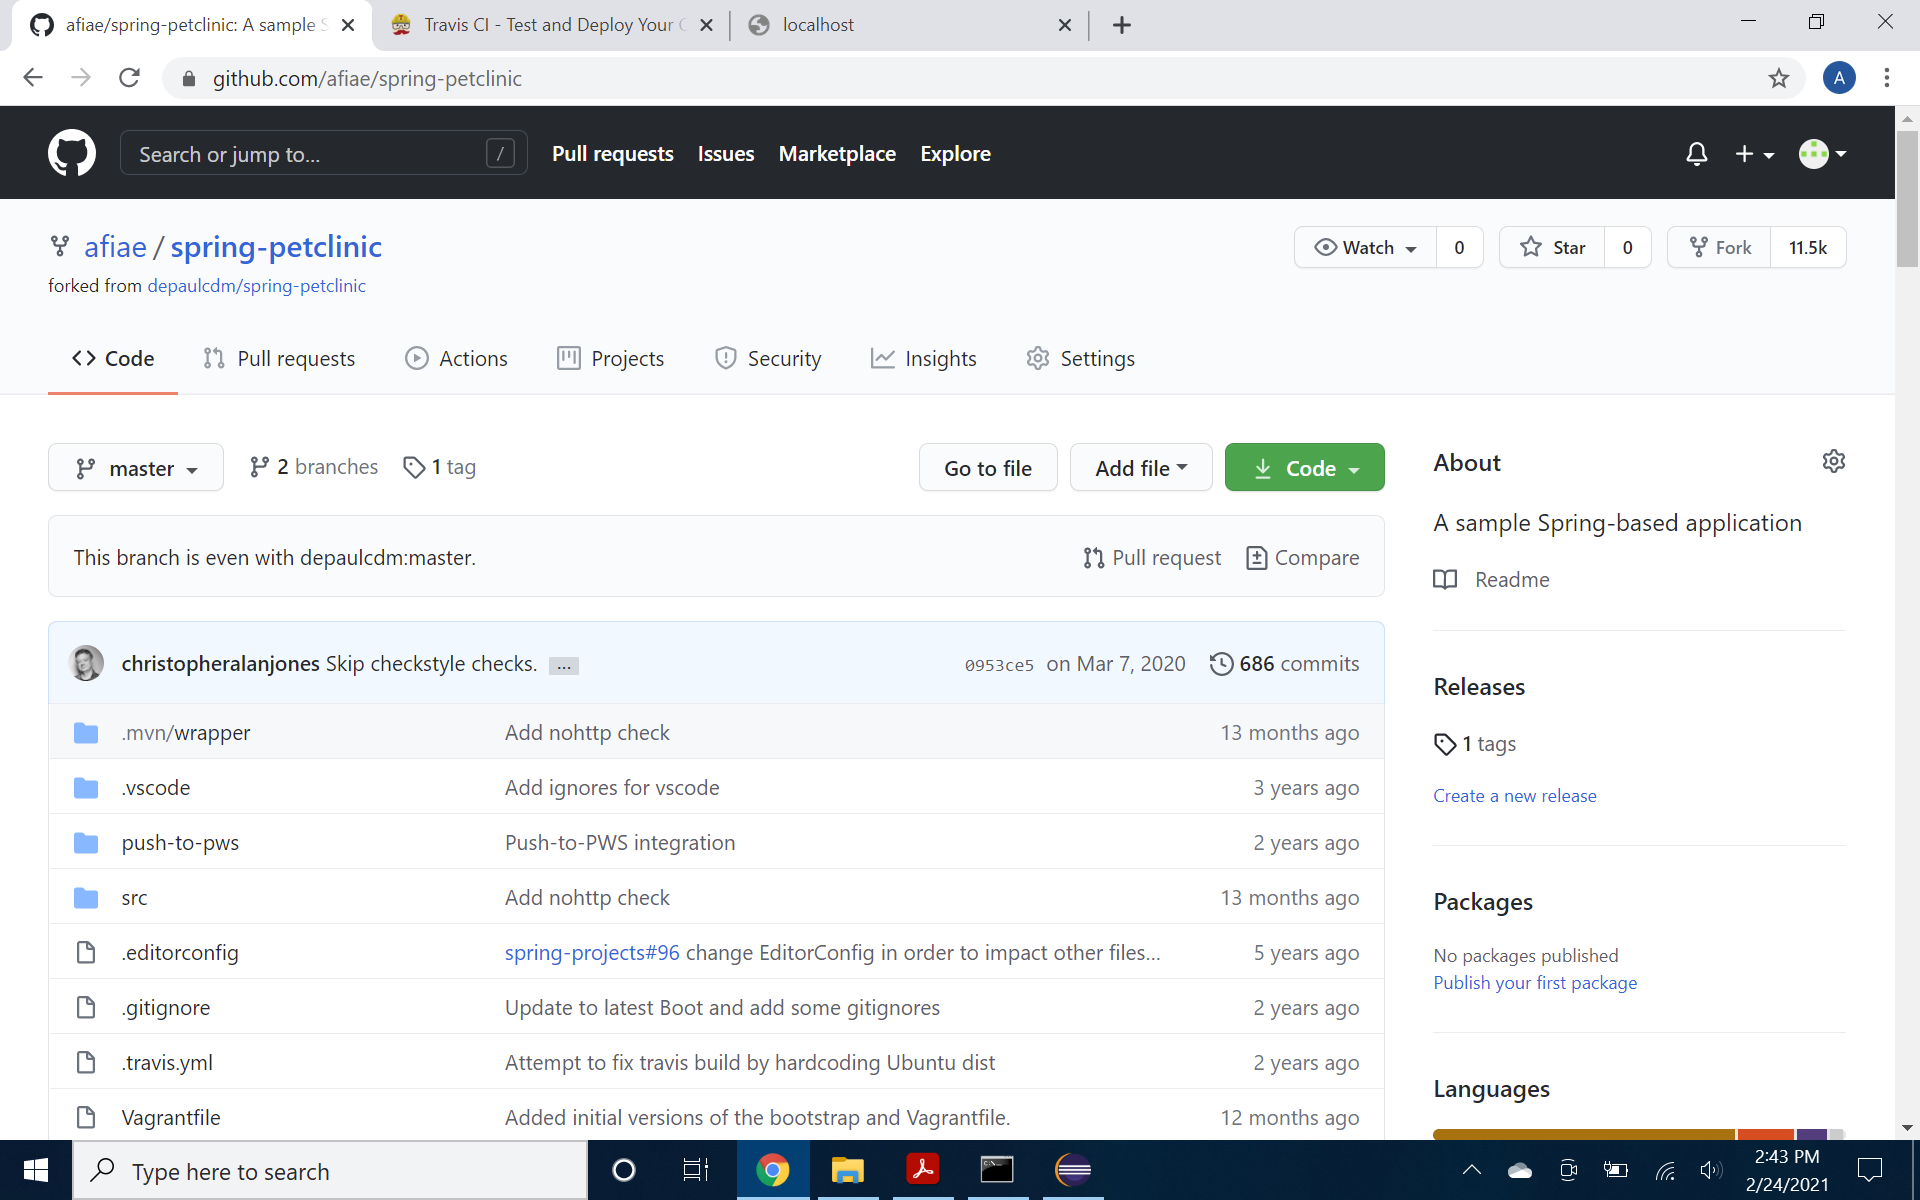 afiae/spring-petclinic: A sample S
Travis CI - Test and Deploy Your C
localhost
github.com/afiae/spring-petclinic
A
Search or jump to...
/
Pull requests
Issues
Marketplace
Explore
afiae / spring-petclinic
forked from depaulcdm/spring-petclinic
Watch 0
Star 0
Fork 11.5k
Code
Pull requests
Actions
Projects
Security
Insights
Settings
master
2 branches
1 tag
Go to file
Add file
Code
This branch is even with depaulcdm:master.
Pull request
Compare
christopheralanjones Skip checkstyle checks. ...
0953ce5 on Mar 7, 2020
686 commits
.mvn/wrapper Add nohttp check 13 months ago
.vscode Add ignores for vscode 3 years ago
push-to-pws Push-to-PWS integration 2 years ago
src Add nohttp check 13 months ago
.editorconfig spring-projects#96 change EditorConfig in order to impact other files... 5 years ago
.gitignore Update to latest Boot and add some gitignores 2 years ago
.travis.yml Attempt to fix travis build by hardcoding Ubuntu dist 2 years ago
Vagrantfile Added initial versions of the bootstrap and Vagrantfile. 12 months ago
About
A sample Spring-based application
Readme
Releases
1 tags
Create a new release
Packages
No packages published
Publish your first package
Languages
Type here to search
2:43 PM
2/24/2021